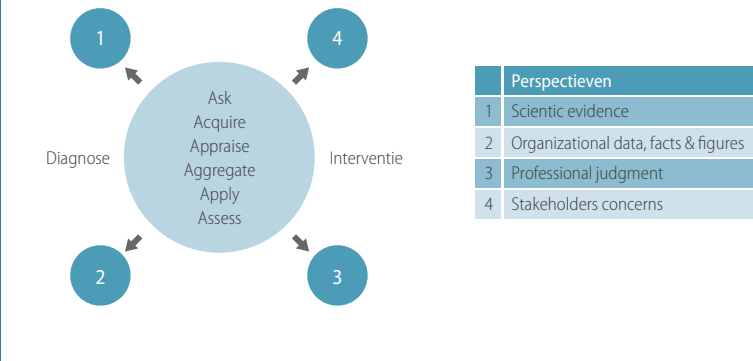 1
4
Ask
Acquire
Appraise
Aggregate
Apply
Assess
Diagnose
Interventie
2
3
Perspectieven
1 Scientic evidence
2 Organizational data, facts & figures
3 Professional judgment
4 Stakeholders concerns